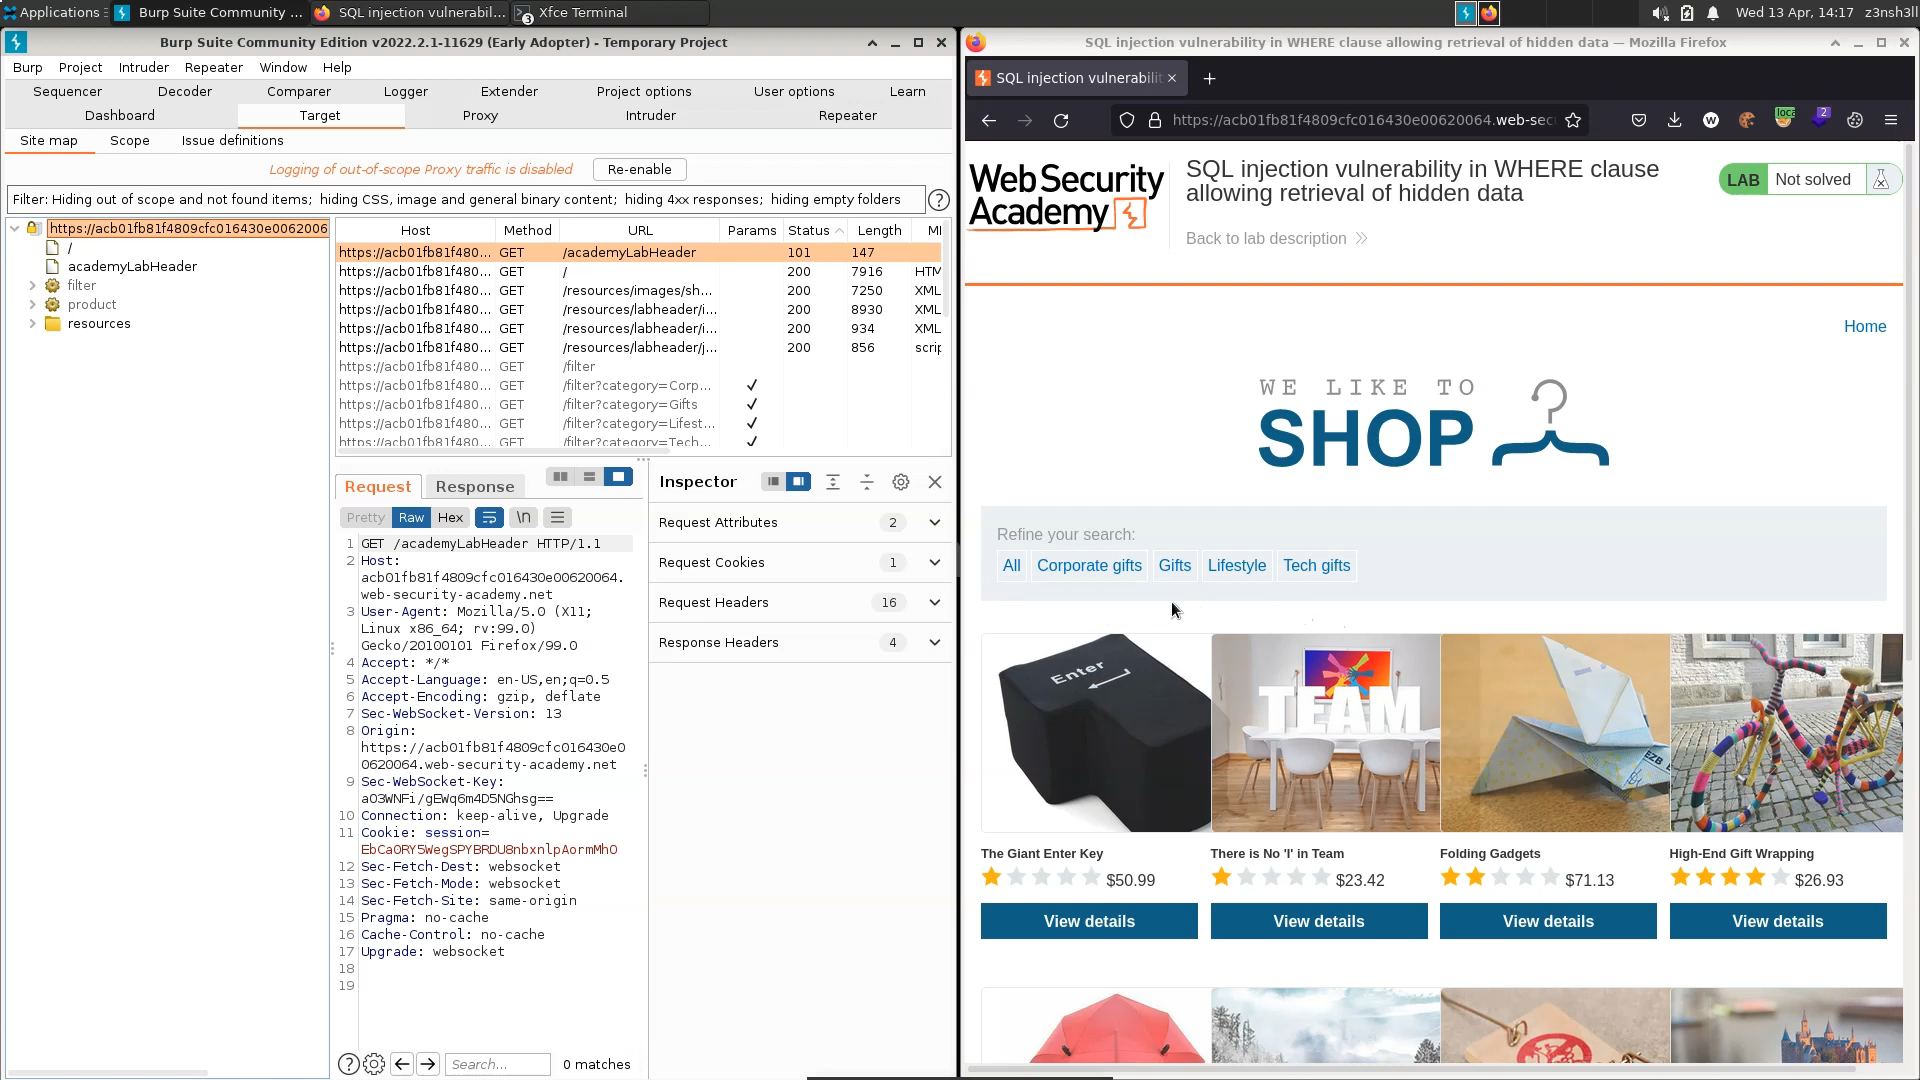 Applications
Burp Suite Community ...
SQL injection vulnerabil...
3
Xfce Terminal
Wed 13 Apr, 14:17 z3nsh3ll
Burp Suite Community Edition v2022.2.1-11629 (Early Adopter) - Temporary Project
Burp Project Intruder Repeater Window Help
Sequencer Decoder Comparer Logger Extender Project options User options Learn
Dashboard Target Proxy Intruder Repeater
Site map Scope Issue definitions
Logging of out-of-scope Proxy traffic is disabled Re-enable
Filter: Hiding out of scope and not found items; hiding CSS, image and general binary content; hiding 4xx responses; hiding empty folders ?
https://acb01fb81f4809cfc016430e0062006
/
academyLabHeader
filter
product
resources
Host Method URL Params Status Length MI
https://acb01fb81f480... GET /academyLabHeader 101 147
https://acb01fb81f480... GET / 200 7916 HTM
https://acb01fb81f480... GET /resources/images/sh... 200 7250 XML
https://acb01fb81f480... GET /resources/labheader/i... 200 8930 XML
https://acb01fb81f480... GET /resources/labheader/i... 200 934 XML
https://acb01fb81f480... GET /resources/labheader/j... 200 856 scrip
https://acb01fb81f480... GET /filter
https://acb01fb81f480... GET /filter?category=Corp... ✓
https://acb01fb81f480... GET /filter?category=Gifts ✓
https://acb01fb81f480... GET /filter?category=Lifest... ✓
https://acb01fb81f480... GET /filter?category=Tech... ✓
Request Response
Pretty Raw Hex \n
1 GET /academyLabHeader HTTP/1.1
2 Host:
acb01fb81f4809cfc016430e00620064.
web-security-academy.net
3 User-Agent: Mozilla/5.0 (X11;
Linux x86_64; rv:99.0)
Gecko/20100101 Firefox/99.0
4 Accept: */*
5 Accept-Language: en-US,en;q=0.5
6 Accept-Encoding: gzip, deflate
7 Sec-WebSocket-Version: 13
8 Origin:
https://acb01fb81f4809cfc016430e0
0620064.web-security-academy.net
9 Sec-WebSocket-Key:
aO3WNFi/gEWq6m4D5NGhsg==
10 Connection: keep-alive, Upgrade
11 Cookie: session=
EbCaORY5WegSPYBRDU8nbxnlpAormMhO
12 Sec-Fetch-Dest: websocket
13 Sec-Fetch-Mode: websocket
14 Sec-Fetch-Site: same-origin
15 Pragma: no-cache
16 Cache-Control: no-cache
17 Upgrade: websocket
18
19
? Search... 0 matches
Inspector
Request Attributes 2
Request Cookies 1
Request Headers 16
Response Headers 4
SQL injection vulnerability in WHERE clause allowing retrieval of hidden data — Mozilla Firefox
SQL injection vulnerabilit
https://acb01fb81f4809cfc016430e00620064.web-sec
loca
2
Web Security
Academy
SQL injection vulnerability in WHERE clause
allowing retrieval of hidden data
LAB Not solved
Back to lab description
Home
WE LIKE TO
SHOP
Refine your search:
All Corporate gifts Gifts Lifestyle Tech gifts
Enter
TEAM
EZB
The Giant Enter Key
$50.99
View details
There is No 'I' in Team
$23.42
View details
Folding Gadgets
$71.13
View details
High-End Gift Wrapping
$26.93
View details